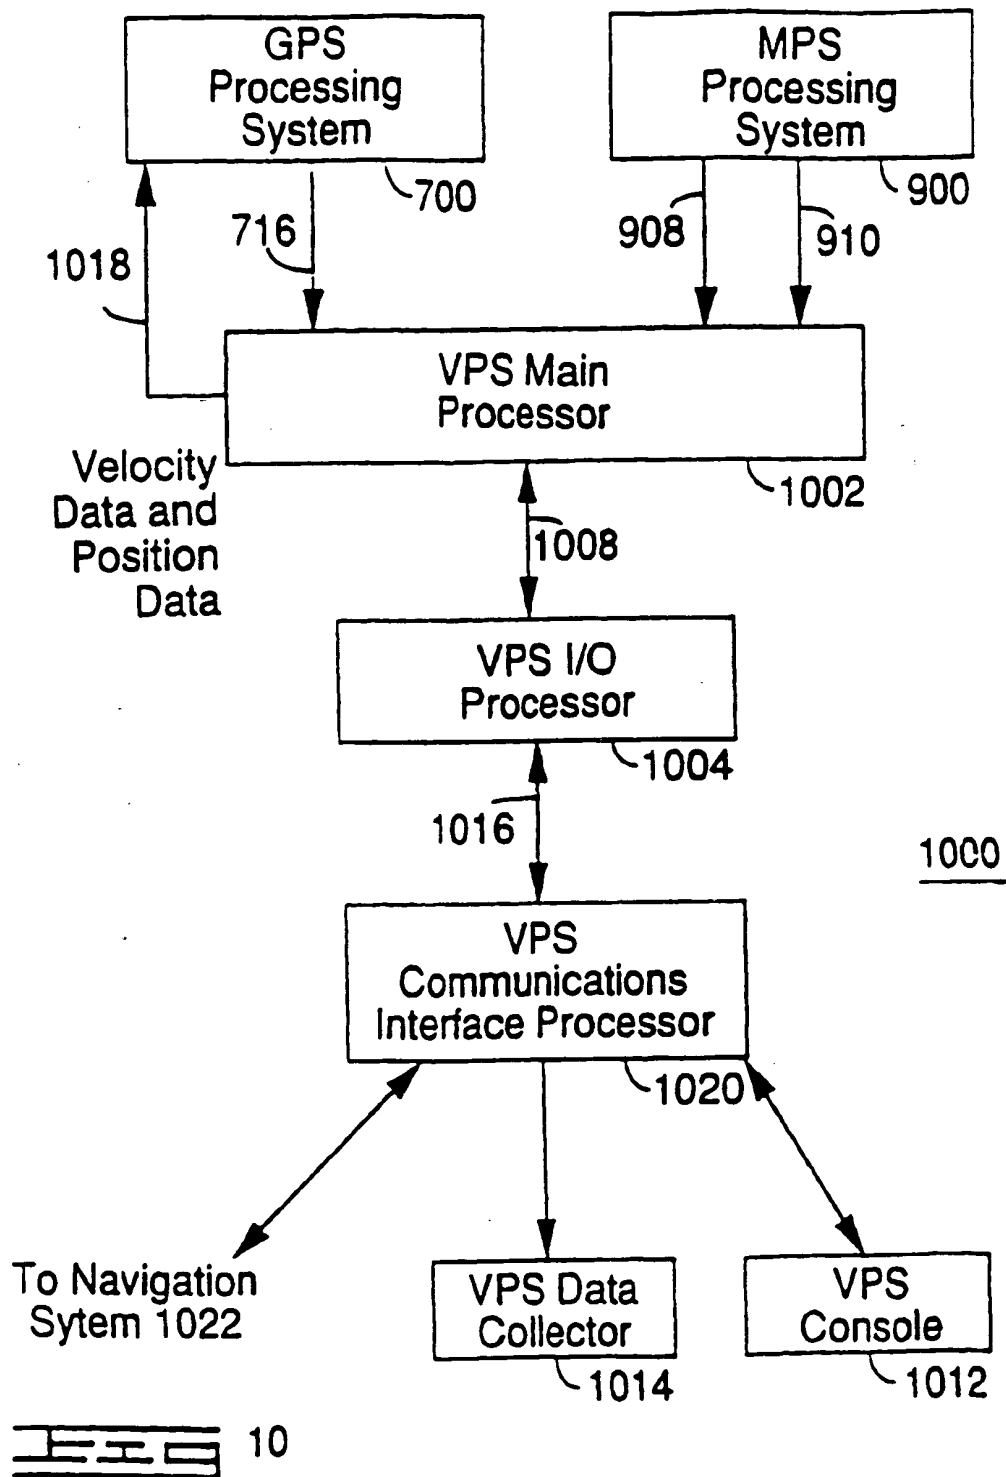 GPS
Processing
System
700
MPS
Processing
System
900
1018
716
908
910
VPS Main
Processor
1002
Velocity
Data and
Position
Data
1008
VPS I/O
Processor
1004
1016
1000
VPS
Communications
Interface Processor
1020
To Navigation
Sytem 1022
VPS Data
Collector
1014
VPS
Console
1012
FIG 10